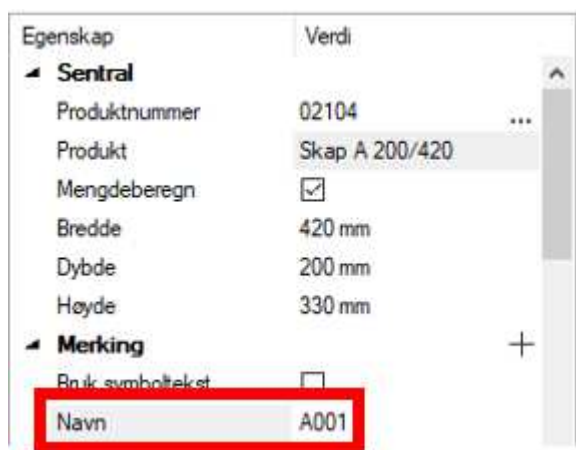 Egenskap Verdi
Sentral
Produktnummer 02104 ...
Produkt Skap A 200/420
Mengdeberegn
Bredde 420 mm
Dybde 200 mm
Høyde 330 mm
Merking
Bruk symboltekst
Navn A001